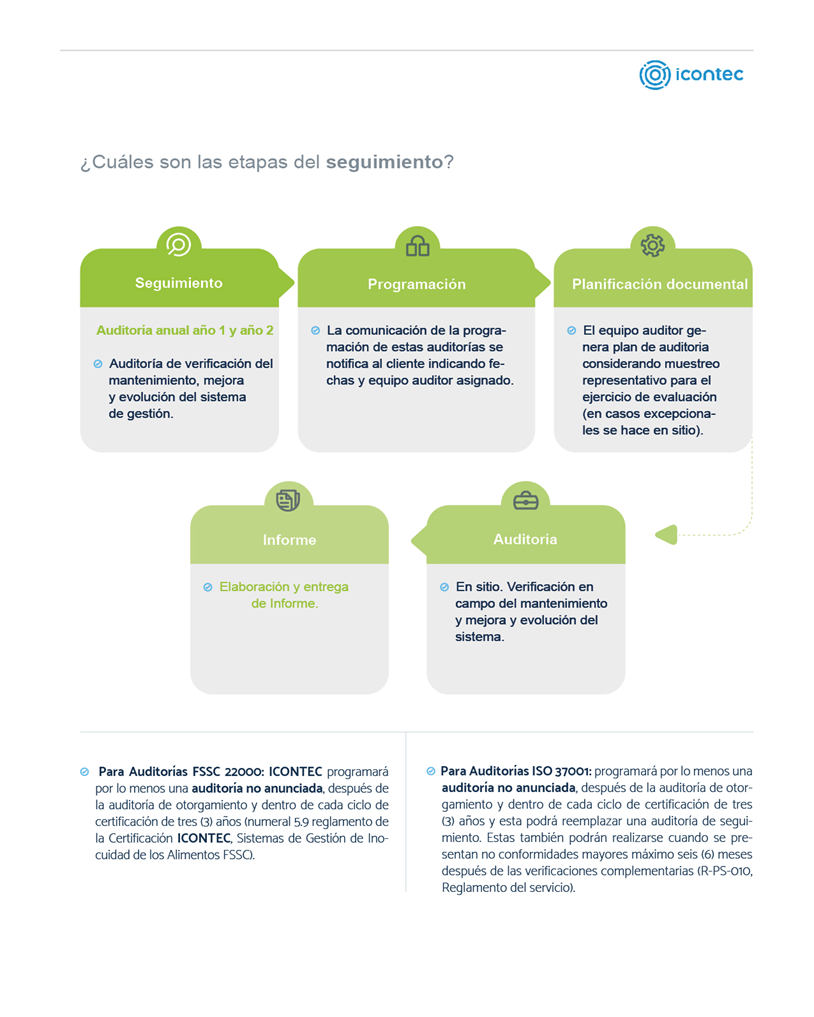 icontec
¿Cuáles son las etapas del seguimiento?
Seguimiento
Auditoría anual año 1 y año 2
Auditoría de verificación del
mantenimiento, mejora
y evolución del sistema
de gestión.
Programación
La comunicación de la progra-
mación de estas auditorías se
notifica al cliente indicando fe-
chas y equipo auditor asignado.
Planificación documental
El equipo auditor ge-
nera plan de auditoria
considerando muestreo
representativo para el
ejercicio de evaluación
(en casos excepciona-
les se hace en sitio).
Informe
Elaboración y entrega
de Informe.
Auditoria
En sitio. Verificación en
campo del mantenimiento
y mejora y evolución del
sistema.
Para Auditorías FSSC 22000: ICONTEC programará
por lo menos una auditoría no anunciada, después de
la auditoría de otorgamiento y dentro de cada ciclo de
certificación de tres (3) años (numeral 5.9 reglamento de
la Certificación ICONTEC, Sistemas de Gestión de Ino-
cuidad de los Alimentos FSSC).
Para Auditorías ISO 37001: programará por lo menos una
auditoría no anunciada, después de la auditoría de otor-
gamiento y dentro de cada ciclo de certificación de tres
(3) años y esta podrá reemplazar una auditoría de segui-
miento. Estas también podrán realizarse cuando se pre-
sentan no conformidades mayores máximo seis (6) meses
después de las verificaciones complementarias (R-PS-010,
Reglamento del servicio).